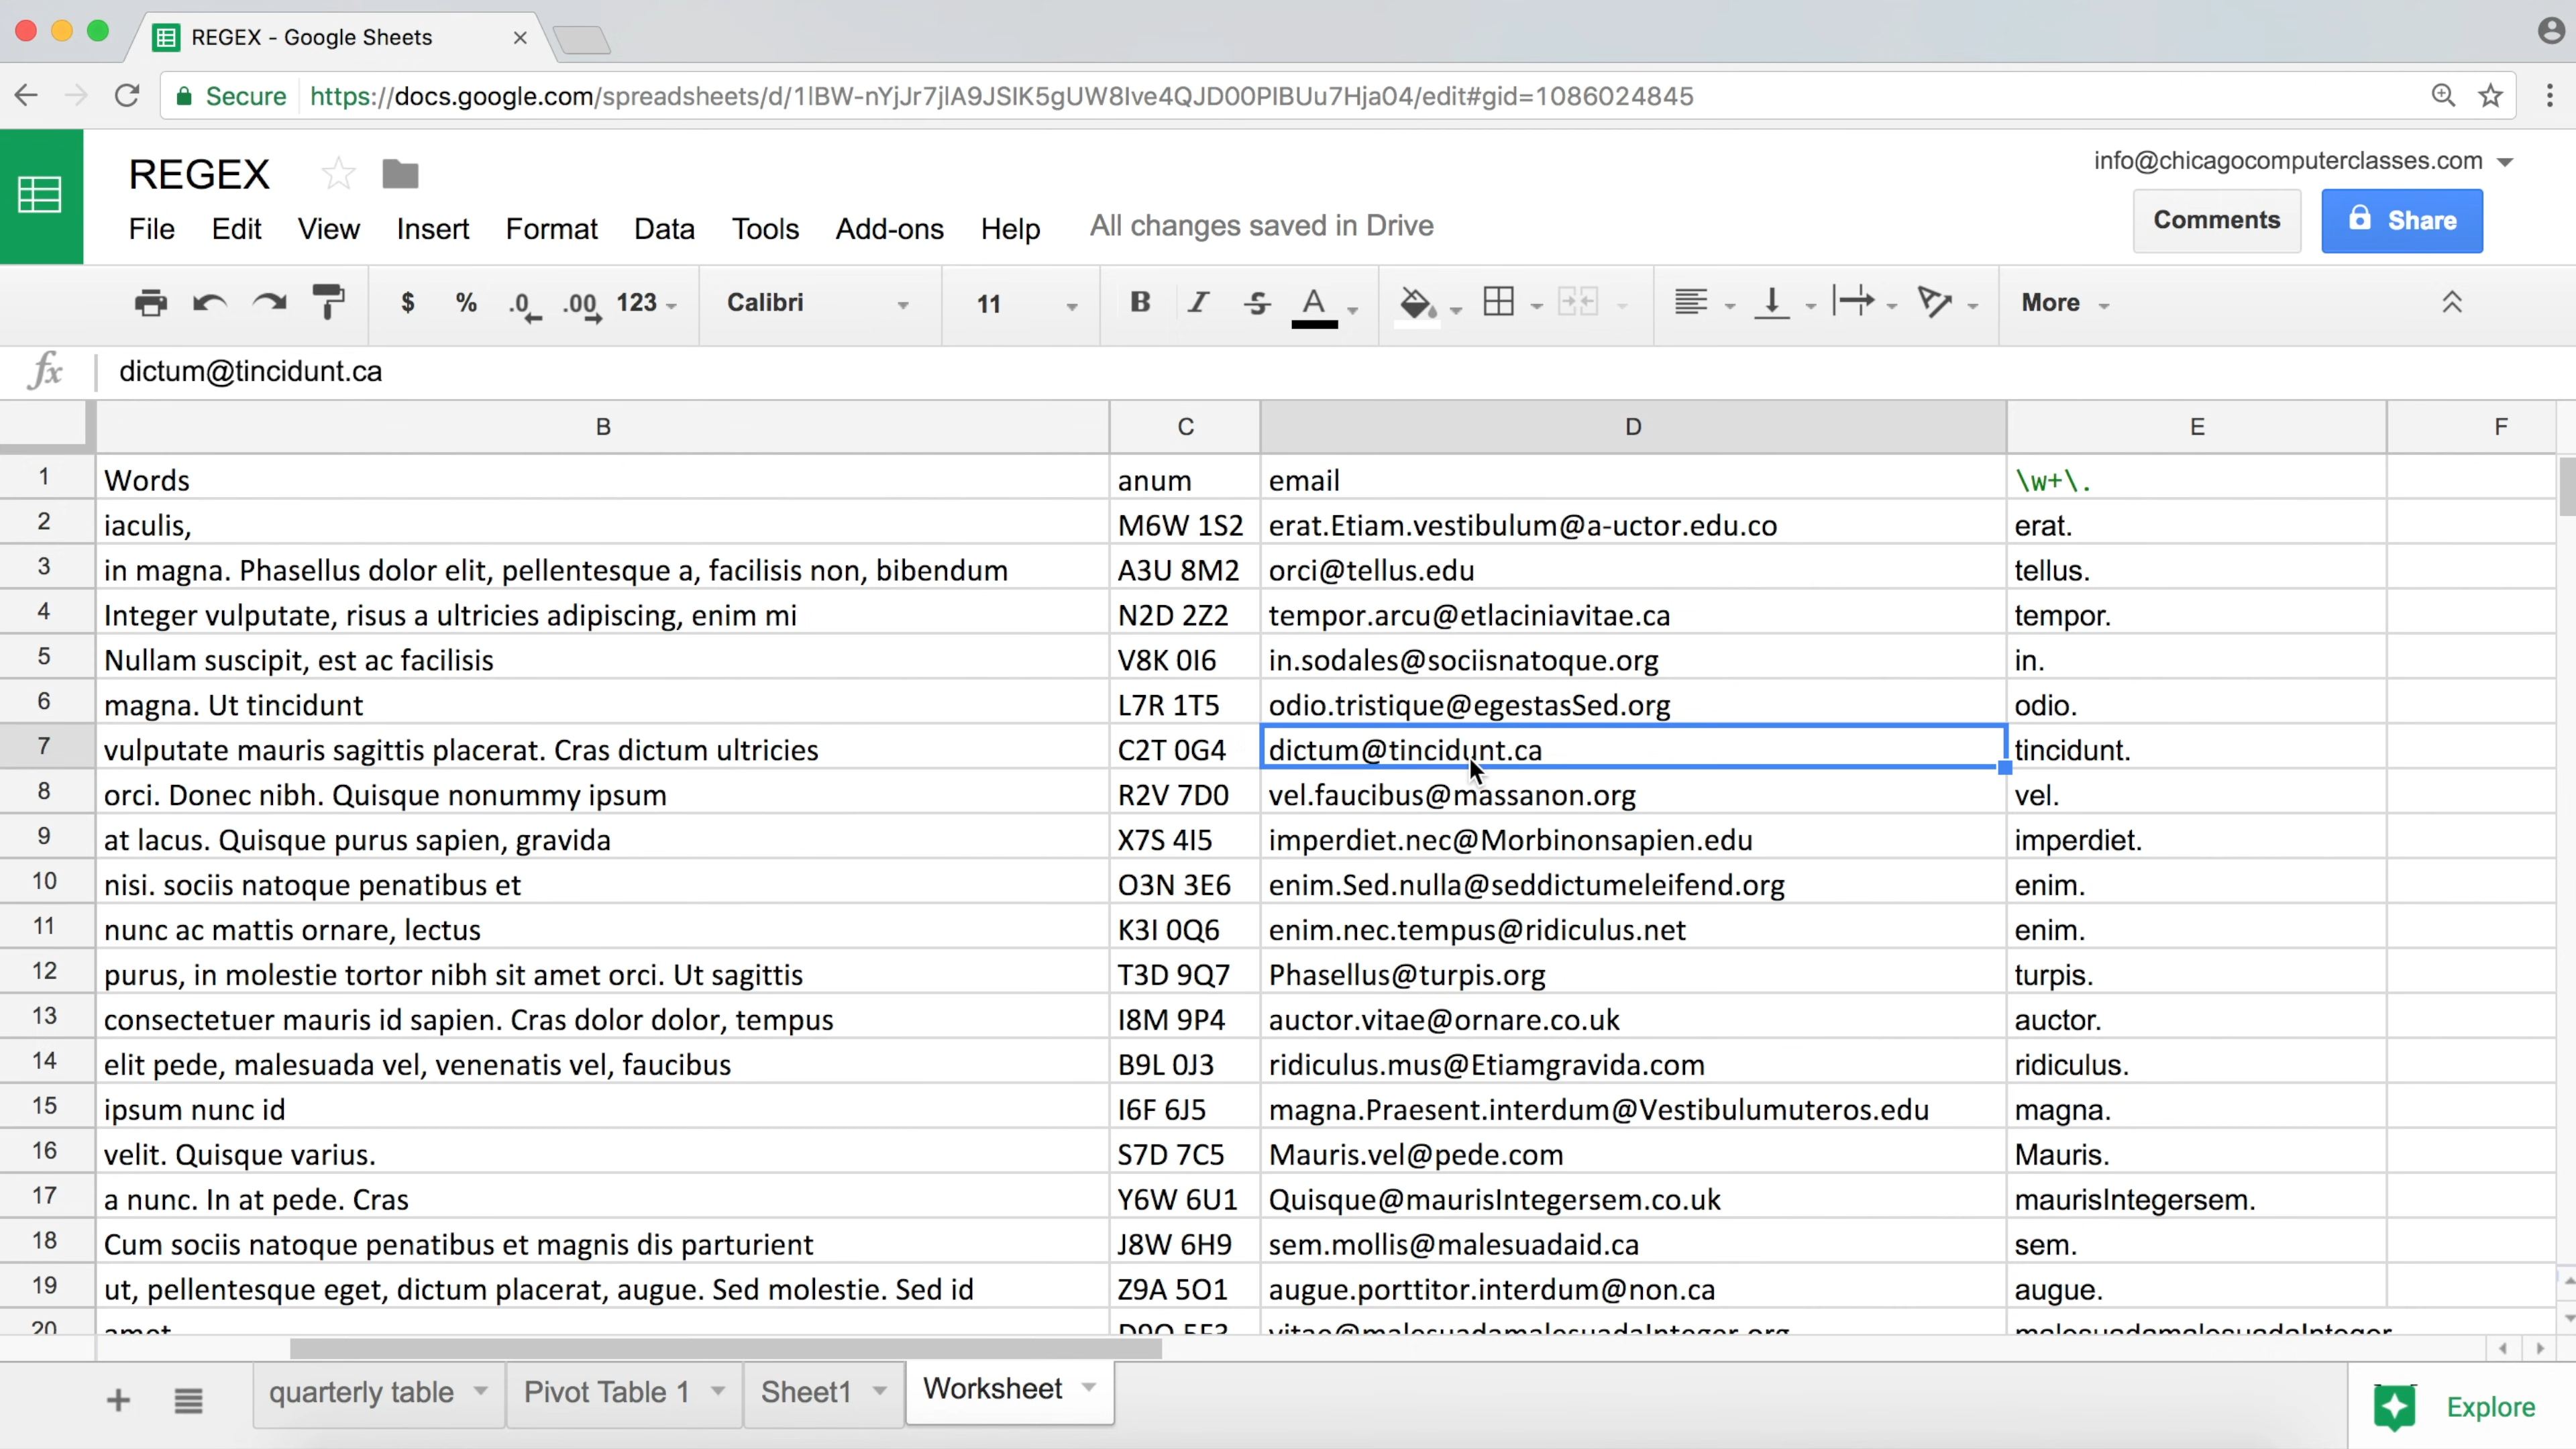 REGEX - Google Sheets
Secure https://docs.google.com/spreadsheets/d/1IBW-nYjJr7jlA9JSIK5gUW8Ive4QJD00PIBUu7Hja04/edit#gid=1086024845
REGEX
info@chicagocomputerclasses.com
File Edit View Insert Format Data Tools Add-ons Help All changes saved in Drive
Comments Share
$ % .0 .00 123 Calibri 11 B I S A More
fx dictum@tincidunt.ca
B C D E F
1 Words anum email \w+\.
2 iaculis, M6W 1S2 erat.Etiam.vestibulum@a-uctor.edu.co erat.
3 in magna. Phasellus dolor elit, pellentesque a, facilisis non, bibendum A3U 8M2 orci@tellus.edu tellus.
4 Integer vulputate, risus a ultricies adipiscing, enim mi N2D 2Z2 tempor.arcu@etlaciniavitae.ca tempor.
5 Nullam suscipit, est ac facilisis V8K 0I6 in.sodales@sociisnatoque.org in.
6 magna. Ut tincidunt L7R 1T5 odio.tristique@egestasSed.org odio.
7 vulputate mauris sagittis placerat. Cras dictum ultricies C2T 0G4 dictum@tincidunt.ca tincidunt.
8 orci. Donec nibh. Quisque nonummy ipsum R2V 7D0 vel.faucibus@massanon.org vel.
9 at lacus. Quisque purus sapien, gravida X7S 4I5 imperdiet.nec@Morbinonsapien.edu imperdiet.
10 nisi. sociis natoque penatibus et O3N 3E6 enim.Sed.nulla@seddictumeleifend.org enim.
11 nunc ac mattis ornare, lectus K3I 0Q6 enim.nec.tempus@ridiculus.net enim.
12 purus, in molestie tortor nibh sit amet orci. Ut sagittis T3D 9Q7 Phasellus@turpis.org turpis.
13 consectetuer mauris id sapien. Cras dolor dolor, tempus I8M 9P4 auctor.vitae@ornare.co.uk auctor.
14 elit pede, malesuada vel, venenatis vel, faucibus B9L 0J3 ridiculus.mus@Etiamgravida.com ridiculus.
15 ipsum nunc id I6F 6J5 magna.Praesent.interdum@Vestibulumuteros.edu magna.
16 velit. Quisque varius. S7D 7C5 Mauris.vel@pede.com Mauris.
17 a nunc. In at pede. Cras Y6W 6U1 Quisque@maurisIntegersem.co.uk maurisIntegersem.
18 Cum sociis natoque penatibus et magnis dis parturient J8W 6H9 sem.mollis@malesuadaid.ca sem.
19 ut, pellentesque eget, dictum placerat, augue. Sed molestie. Sed id Z9A 5O1 augue.porttitor.interdum@non.ca augue.
20 amet vitae@malesuadamalesuadaInteger.org malesuadamalesuadaInteger.
quarterly table Pivot Table 1 Sheet1 Worksheet Explore